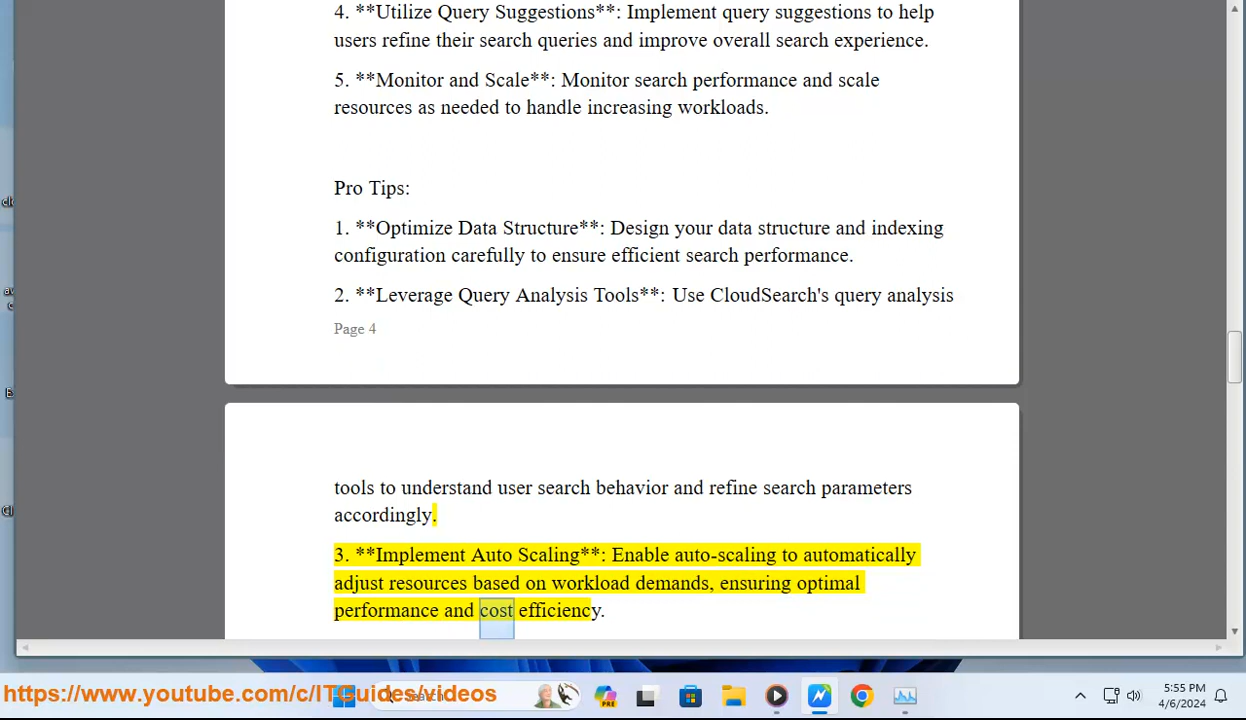 4. **Utilize Query Suggestions**: Implement query suggestions to help
users refine their search queries and improve overall search experience.
5. **Monitor and Scale**: Monitor search performance and scale
resources as needed to handle increasing workloads.
Pro Tips:
1. **Optimize Data Structure**: Design your data structure and indexing
configuration carefully to ensure efficient search performance.
2. **Leverage Query Analysis Tools**: Use CloudSearch's query analysis
Page 4
tools to understand user search behavior and refine search parameters
accordingly.
3. **Implement Auto Scaling**: Enable auto-scaling to automatically
adjust resources based on workload demands, ensuring optimal
performance and cost efficiency.
https://www.youtube.com/c/ITGuides/videos
Search
PRE
5:55 PM
4/6/2024